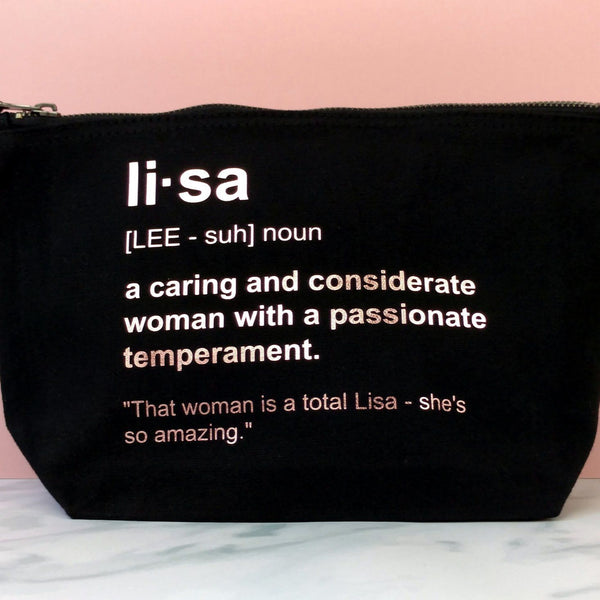 li·sa
[LEE - suh] noun
a caring and considerate
woman with a passionate
temperament.
"That woman is a total Lisa - she's
so amazing."